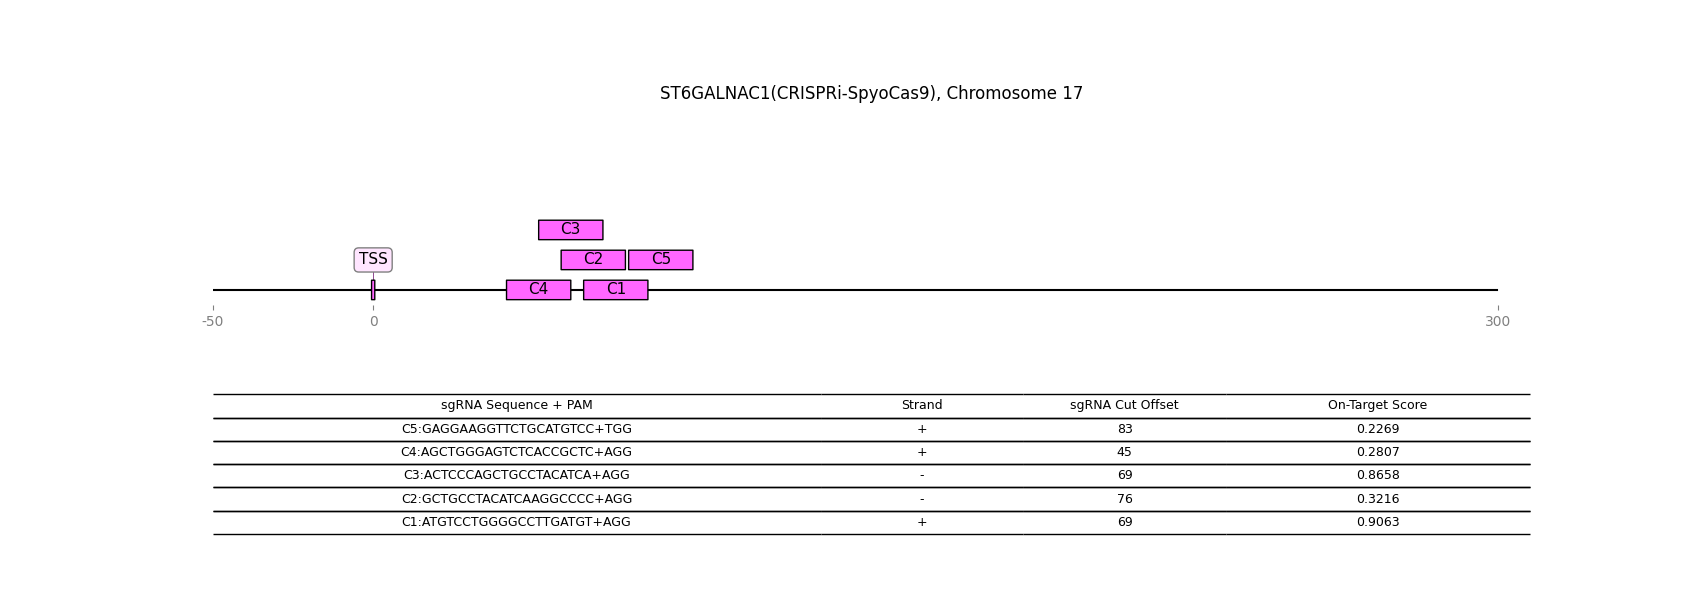 ST6GALNAC1(CRISPRi-SpyoCas9), Chromosome 17
C3
TSS C2 C5
C4 C1
-50 0 300
sgRNA Sequence + PAM Strand sgRNA Cut Offset On-Target Score
C5:GAGGAAGGTTCTGCATGTCC+TGG + 83 0.2269
C4:AGCTGGGAGTCTCACCGCTC+AGG + 45 0.2807
C3:ACTCCCAGCTGCCTACATCA+AGG - 69 0.8658
C2:GCTGCCTACATCAAGGCCCC+AGG - 76 0.3216
C1:ATGTCCTGGGGCCTTGATGT+AGG + 69 0.9063